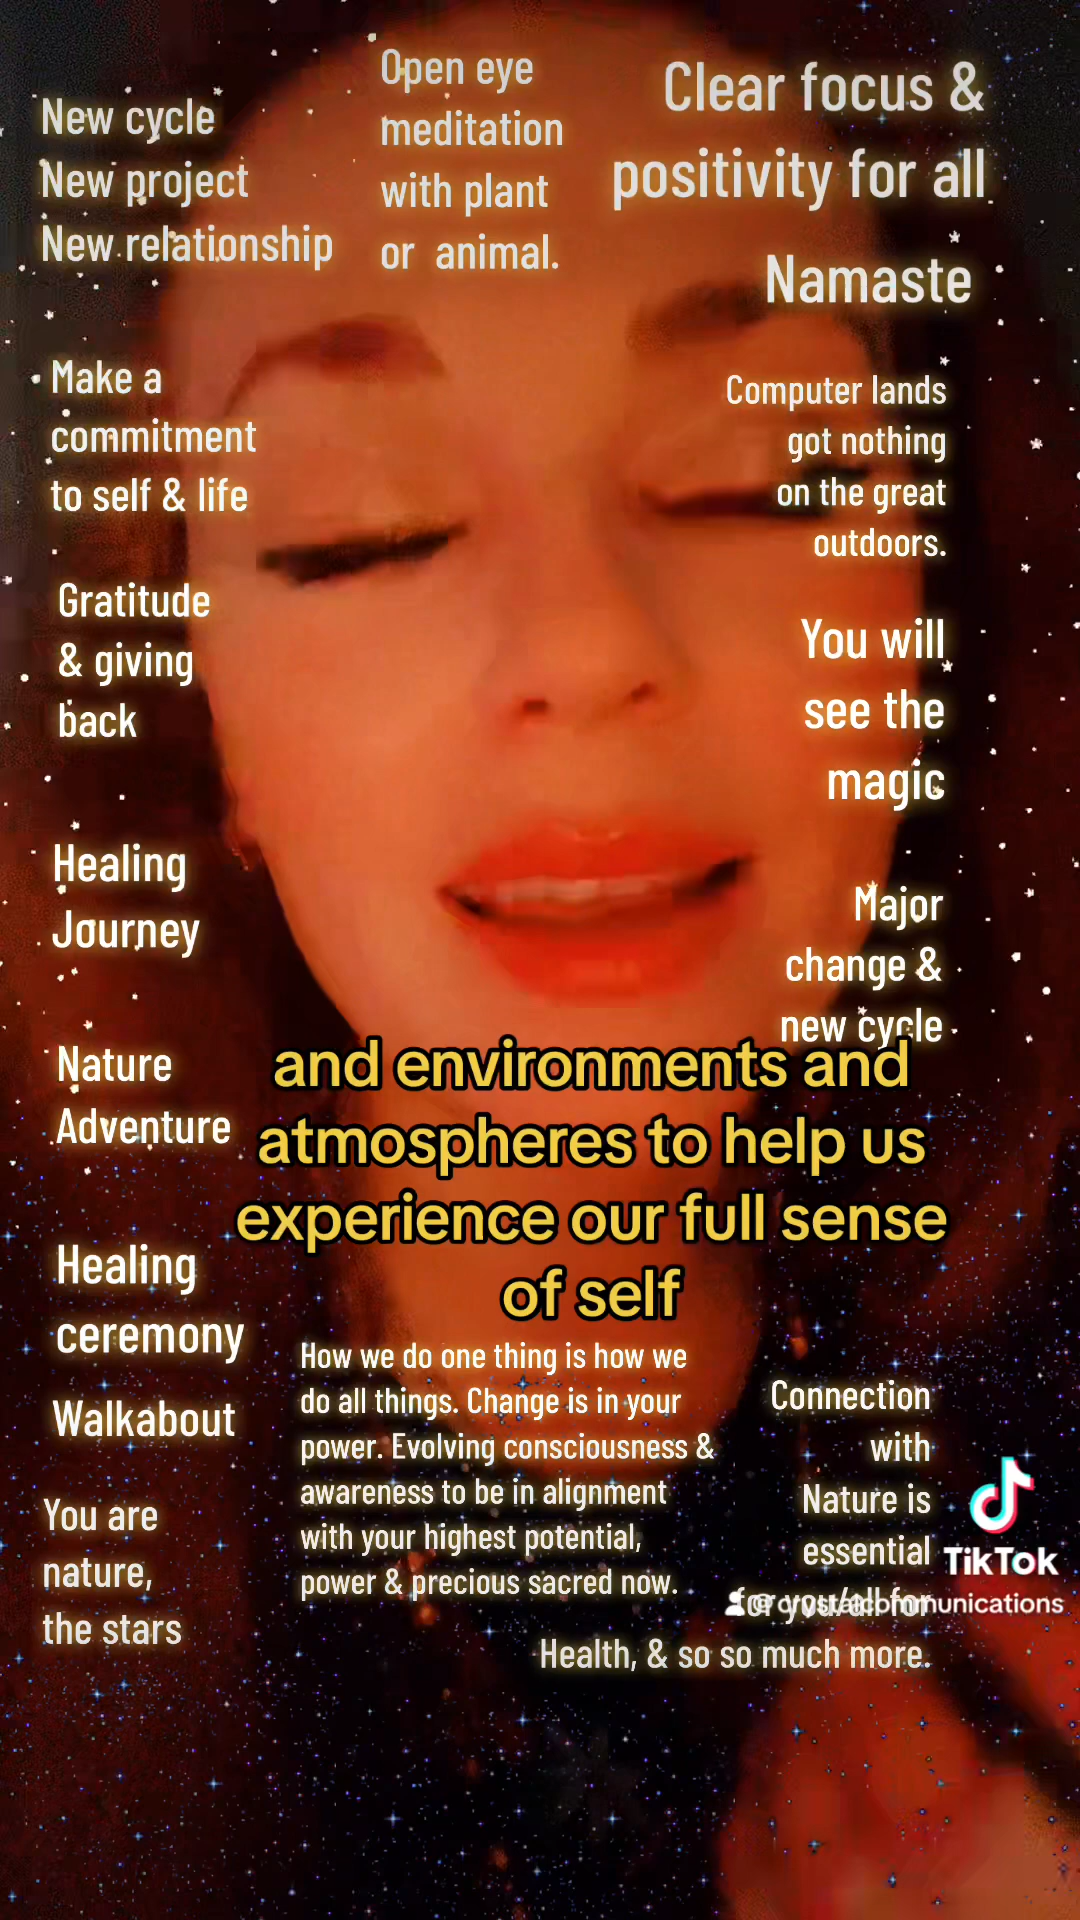 New cycle
New project
New relationship
Open eye
meditation
with plant
or animal.
Clear focus &
positivity for all
Namaste
Make a
commitment
to self & life
Computer lands
got nothing
on the great
outdoors.
Gratitude
& giving
back
You will
see the
magic
Healing
Journey
Major
change &
new cycle
Nature
Adventure
and environments and
atmospheres to help us
experience our full sense
of self
Healing
ceremony
Walkabout
You are
nature,
the stars
How we do one thing is how we
do all things. Change is in your
power. Evolving consciousness &
awareness to be in alignment
with your highest potential,
power & precious sacred now.
Connection
with
Nature is
essential
for you/all for
Health, & so so much more.
TikTok
@crystalcommunications